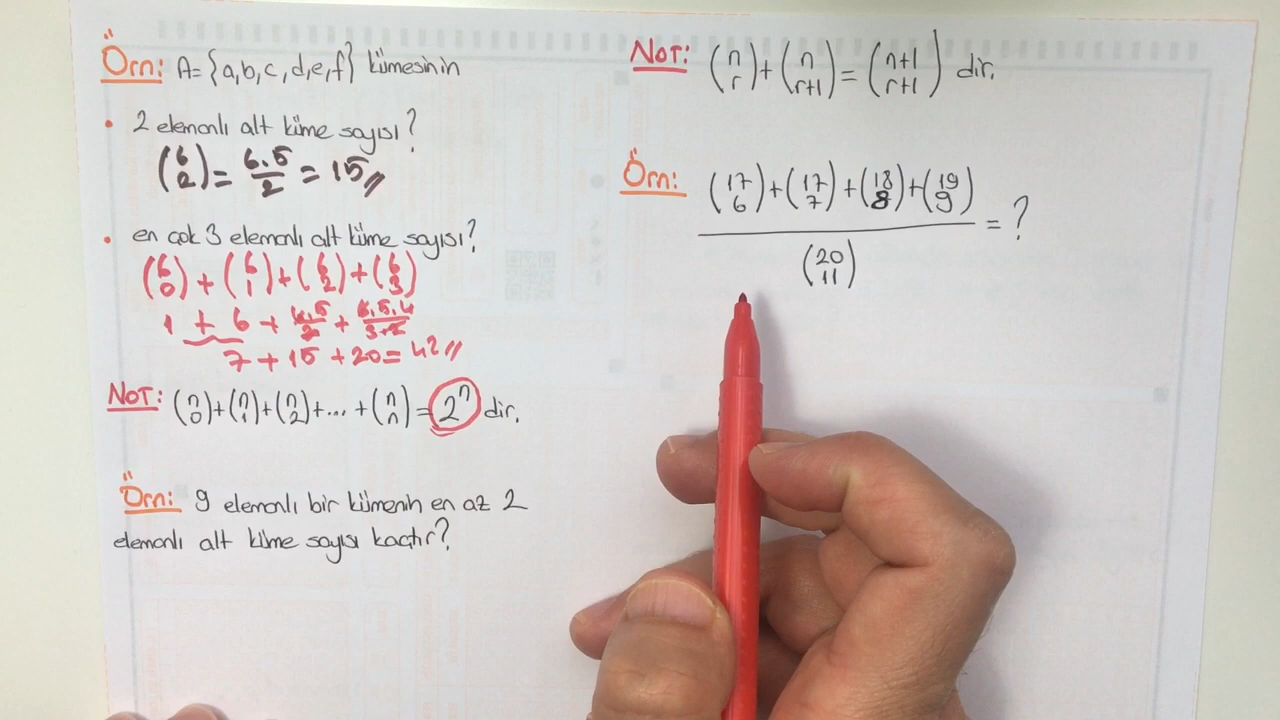 Örn: A={a,b,c,d,e,f} kümesinin
• 2 elemanlı alt küme sayısı?
(6 2) = 6.5/2 = 15//
• en çok 3 elemanlı alt küme sayısı?
(6 0) + (6 1) + (6 2) + (6 3)
1 + 6 + 6.5/2 + 6.5.4/3.2
7 + 15 + 20 = 42//
NOT: (n 0)+(n 1)+(n 2)+... +(n n) = 2ⁿ dir.
Örn: 9 elemanlı bir kümenin en az 2
elemanlı alt küme sayısı kaçtır?
NOT: (n r)+(n r+1)=(n+1 r+1) dir.
Örn: (17 6)+(17 7)+(18 8)+(19 9)
= ?
(20 11)